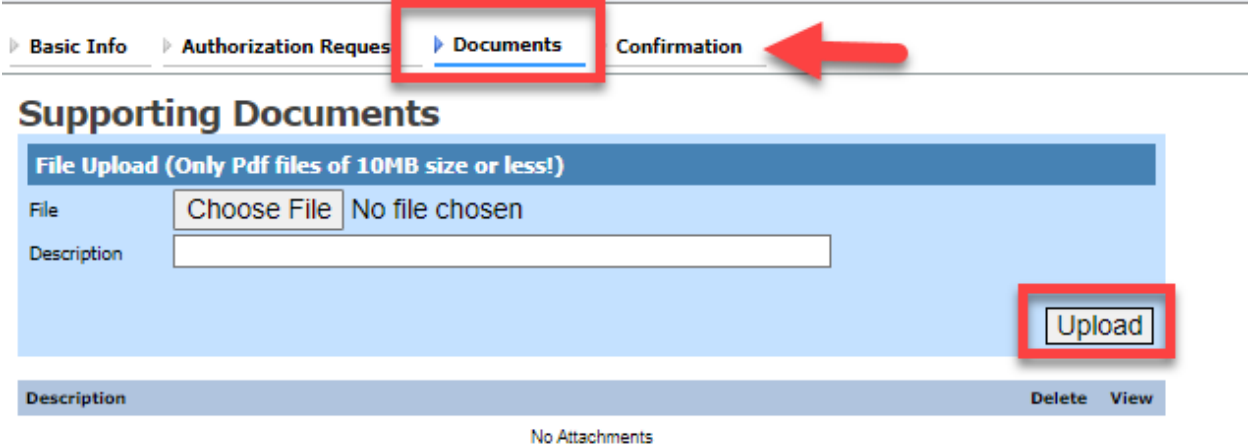 Basic Info Authorization Reques Documents Confirmation
Supporting Documents
File Upload (Only Pdf files of 10MB size or less!)
File Choose File No file chosen
Description
Upload
Description Delete View
No Attachments